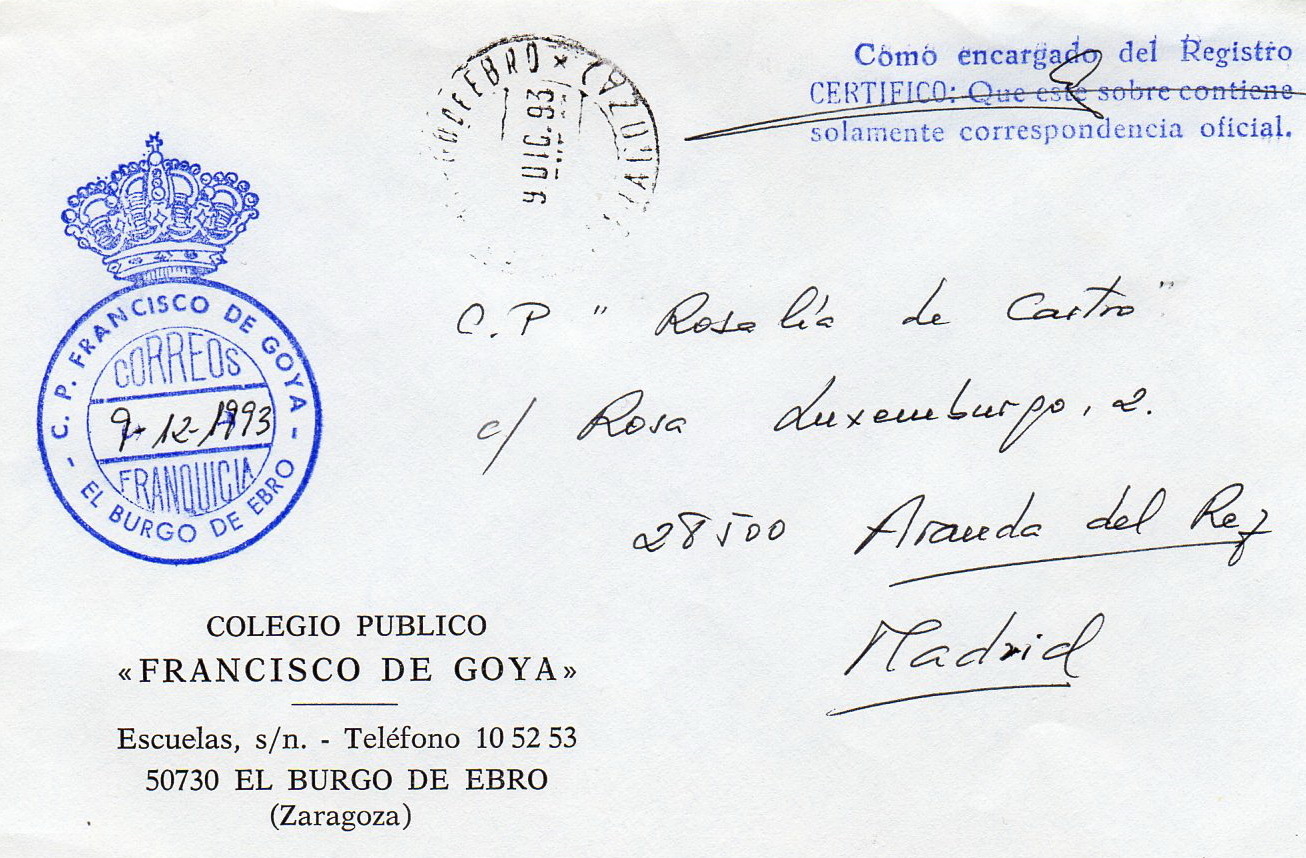 Como encargado del Registro
CERTIFICO: Que este sobre contiene
solamente correspondencia oficial.
DE EBRO *
9 DIC. 93
C. P. FRANCISCO DE GOYA
CORREOS
9-12-1993
FRANQUICIA
- EL BURGO DE EBRO -
C.P "Rosalía de Castro"
c/ Rosa Luxemburgo, 2.
28500 Aranda del Rey
Madrid
COLEGIO PUBLICO
«FRANCISCO DE GOYA»
Escuelas, s/n. - Teléfono 10 52 53
50730 EL BURGO DE EBRO
(Zaragoza)